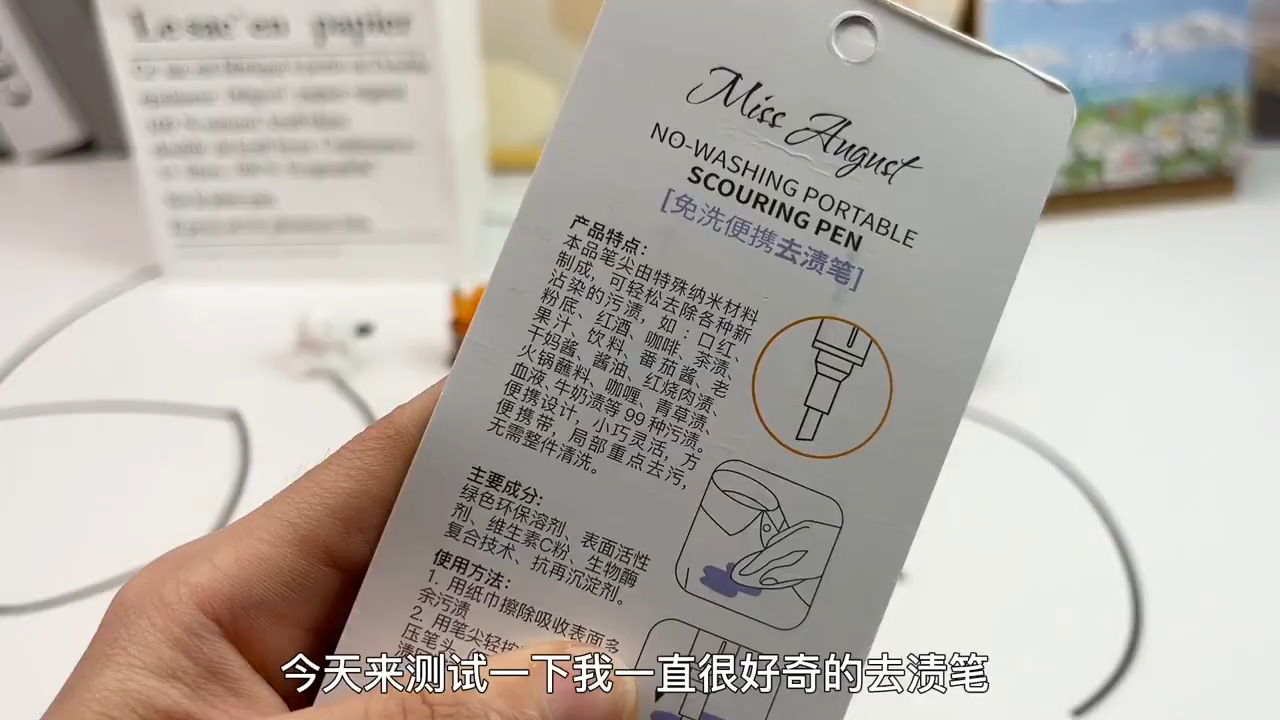 Le sac' en papier
Miss August
NO-WASHING PORTABLE
SCOURING PEN
[免洗便携去渍笔]
产品特点:
本品笔尖由特殊纳米材料
制成，可轻松去除各种新
沾染的污渍，如：口红、
粉底、红酒、咖啡、茶渍、
果汁、饮料、番茄酱、老
干妈酱、酱油、红烧肉渍、
火锅蘸料、咖喱、青草渍、
血液、牛奶渍等 99 种污渍。
便携设计，小巧灵活，方
便携带，局部重点去污，
无需整件清洗。
主要成分:
绿色环保溶剂、表面活性
剂、维生素C粉、生物酶
复合技术、抗再沉淀剂。
使用方法:
1. 用纸巾擦除吸收表面多
余污渍
2. 用笔尖轻按
压笔头
今天来测试一下我一直很好奇的去渍笔